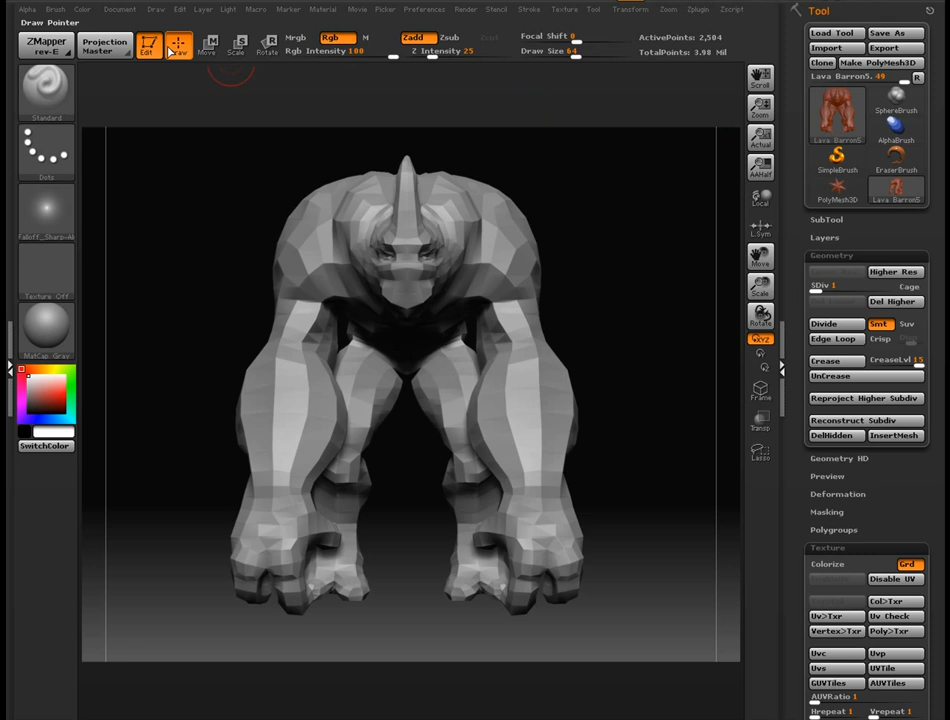 Alpha Brush Color Document Draw Edit Layer Light Macro Marker Material Movie Picker Preferences Render Stencil Stroke Texture Tool Transform Zoom Zplugin Zscript
Draw Pointer
ZMapper
rev-E
Projection
Master
Edit
Draw
Move
Scale
Rotate
Mrgb Rgb M
Rgb Intensity 100
Zadd Zsub
Z Intensity 25
Focal Shift 0
Draw Size 64
ActivePoints: 2,504
TotalPoints: 3.98 Mil
Standard
Dots
Texture Off
MatCap Gray
SwitchColor
Scroll
Zoom
Actual
AAHalf
Local
L.Sym
Move
Scale
Rotate
XYZ
Frame
Transp
Lasso
Tool
Load Tool Save As
Import Export
Clone Make PolyMesh3D
Lava Barron5. 49 R
Lava Barron5
SphereBrush
AlphaBrush
SimpleBrush EraserBrush
PolyMesh3D Lava Barron5
SubTool
Layers
Geometry
Higher Res
SDiv 1 Cage
Del Higher
Divide Smt Suv
Edge Loop Crisp
Crease CreaseLvl 15
UnCrease
Reproject Higher Subdiv
Reconstruct Subdiv
DelHidden InsertMesh
Geometry HD
Preview
Deformation
Masking
Polygroups
Texture
Colorize Grd
Disable UV
Col>Txr
Uv>Txr Uv Check
Vertex>Txr Poly>Txr
Uvc Uvp
Uvs UVTile
GUVTiles AUVTiles
AUVRatio 1
Hrepeat 1 Vrepeat 1